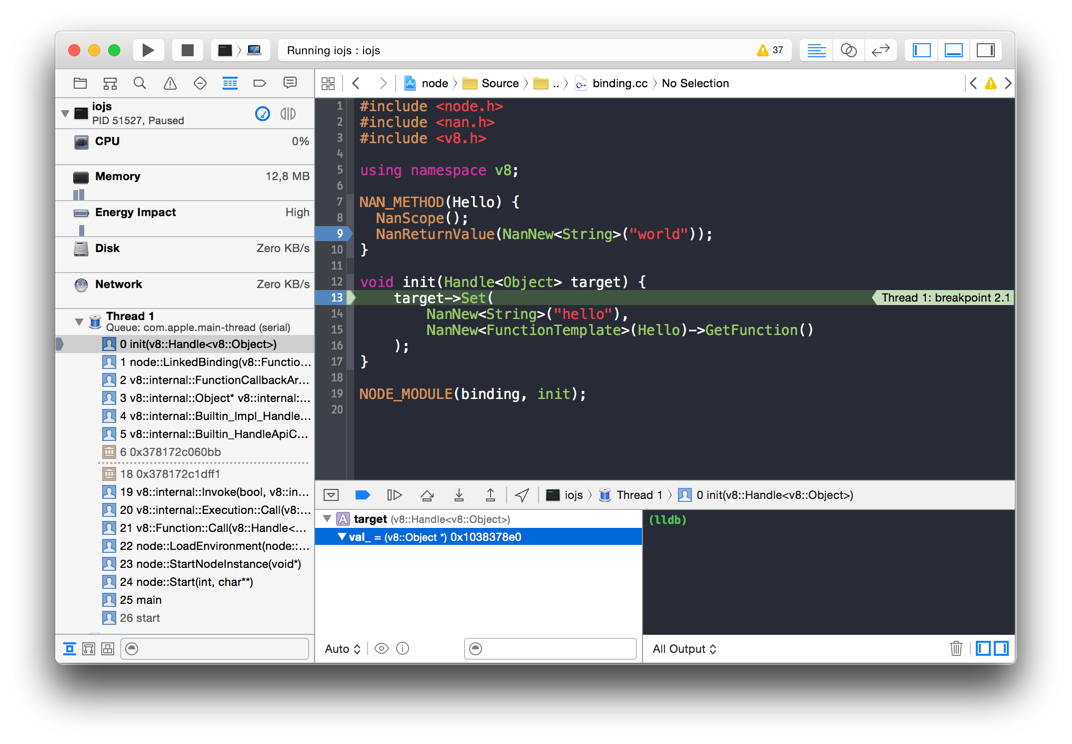 Running iojs : iojs
37
node
Source
..
binding.cc
No Selection
iojs
PID 51527, Paused
CPU
0%
Memory
12,8 MB
Energy Impact
High
Disk
Zero KB/s
Network
Zero KB/s
Thread 1
Queue: com.apple.main-thread (serial)
0 init(v8::Handle<v8::Object>)
1 node::LinkedBinding(v8::Functio...
2 v8::internal::FunctionCallbackAr...
3 v8::internal::Object* v8::internal:...
4 v8::internal::Builtin_Impl_Handle...
5 v8::internal::Builtin_HandleApiC...
6 0x378172c060bb
18 0x378172c1dff1
19 v8::internal::Invoke(bool, v8::in...
20 v8::internal::Execution::Call(v8:...
21 v8::Function::Call(v8::Handle<...
22 node::LoadEnvironment(node::...
23 node::StartNodeInstance(void*)
24 node::Start(int, char**)
25 main
26 start
1 #include <node.h>
2 #include <nan.h>
3 #include <v8.h>
4
5 using namespace v8;
6
7 NAN_METHOD(Hello) {
8 NanScope();
9 NanReturnValue(NanNew<String>("world"));
10 }
11
12 void init(Handle<Object> target) {
13 target->Set( Thread 1: breakpoint 2.1
14 NanNew<String>("hello"),
15 NanNew<FunctionTemplate>(Hello)->GetFunction()
16 );
17 }
18
19 NODE_MODULE(binding, init);
20
iojs
Thread 1
0 init(v8::Handle<v8::Object>)
A target (v8::Handle<v8::Object>)
val_ = (v8::Object *) 0x1038378e0
(lldb)
Auto
All Output